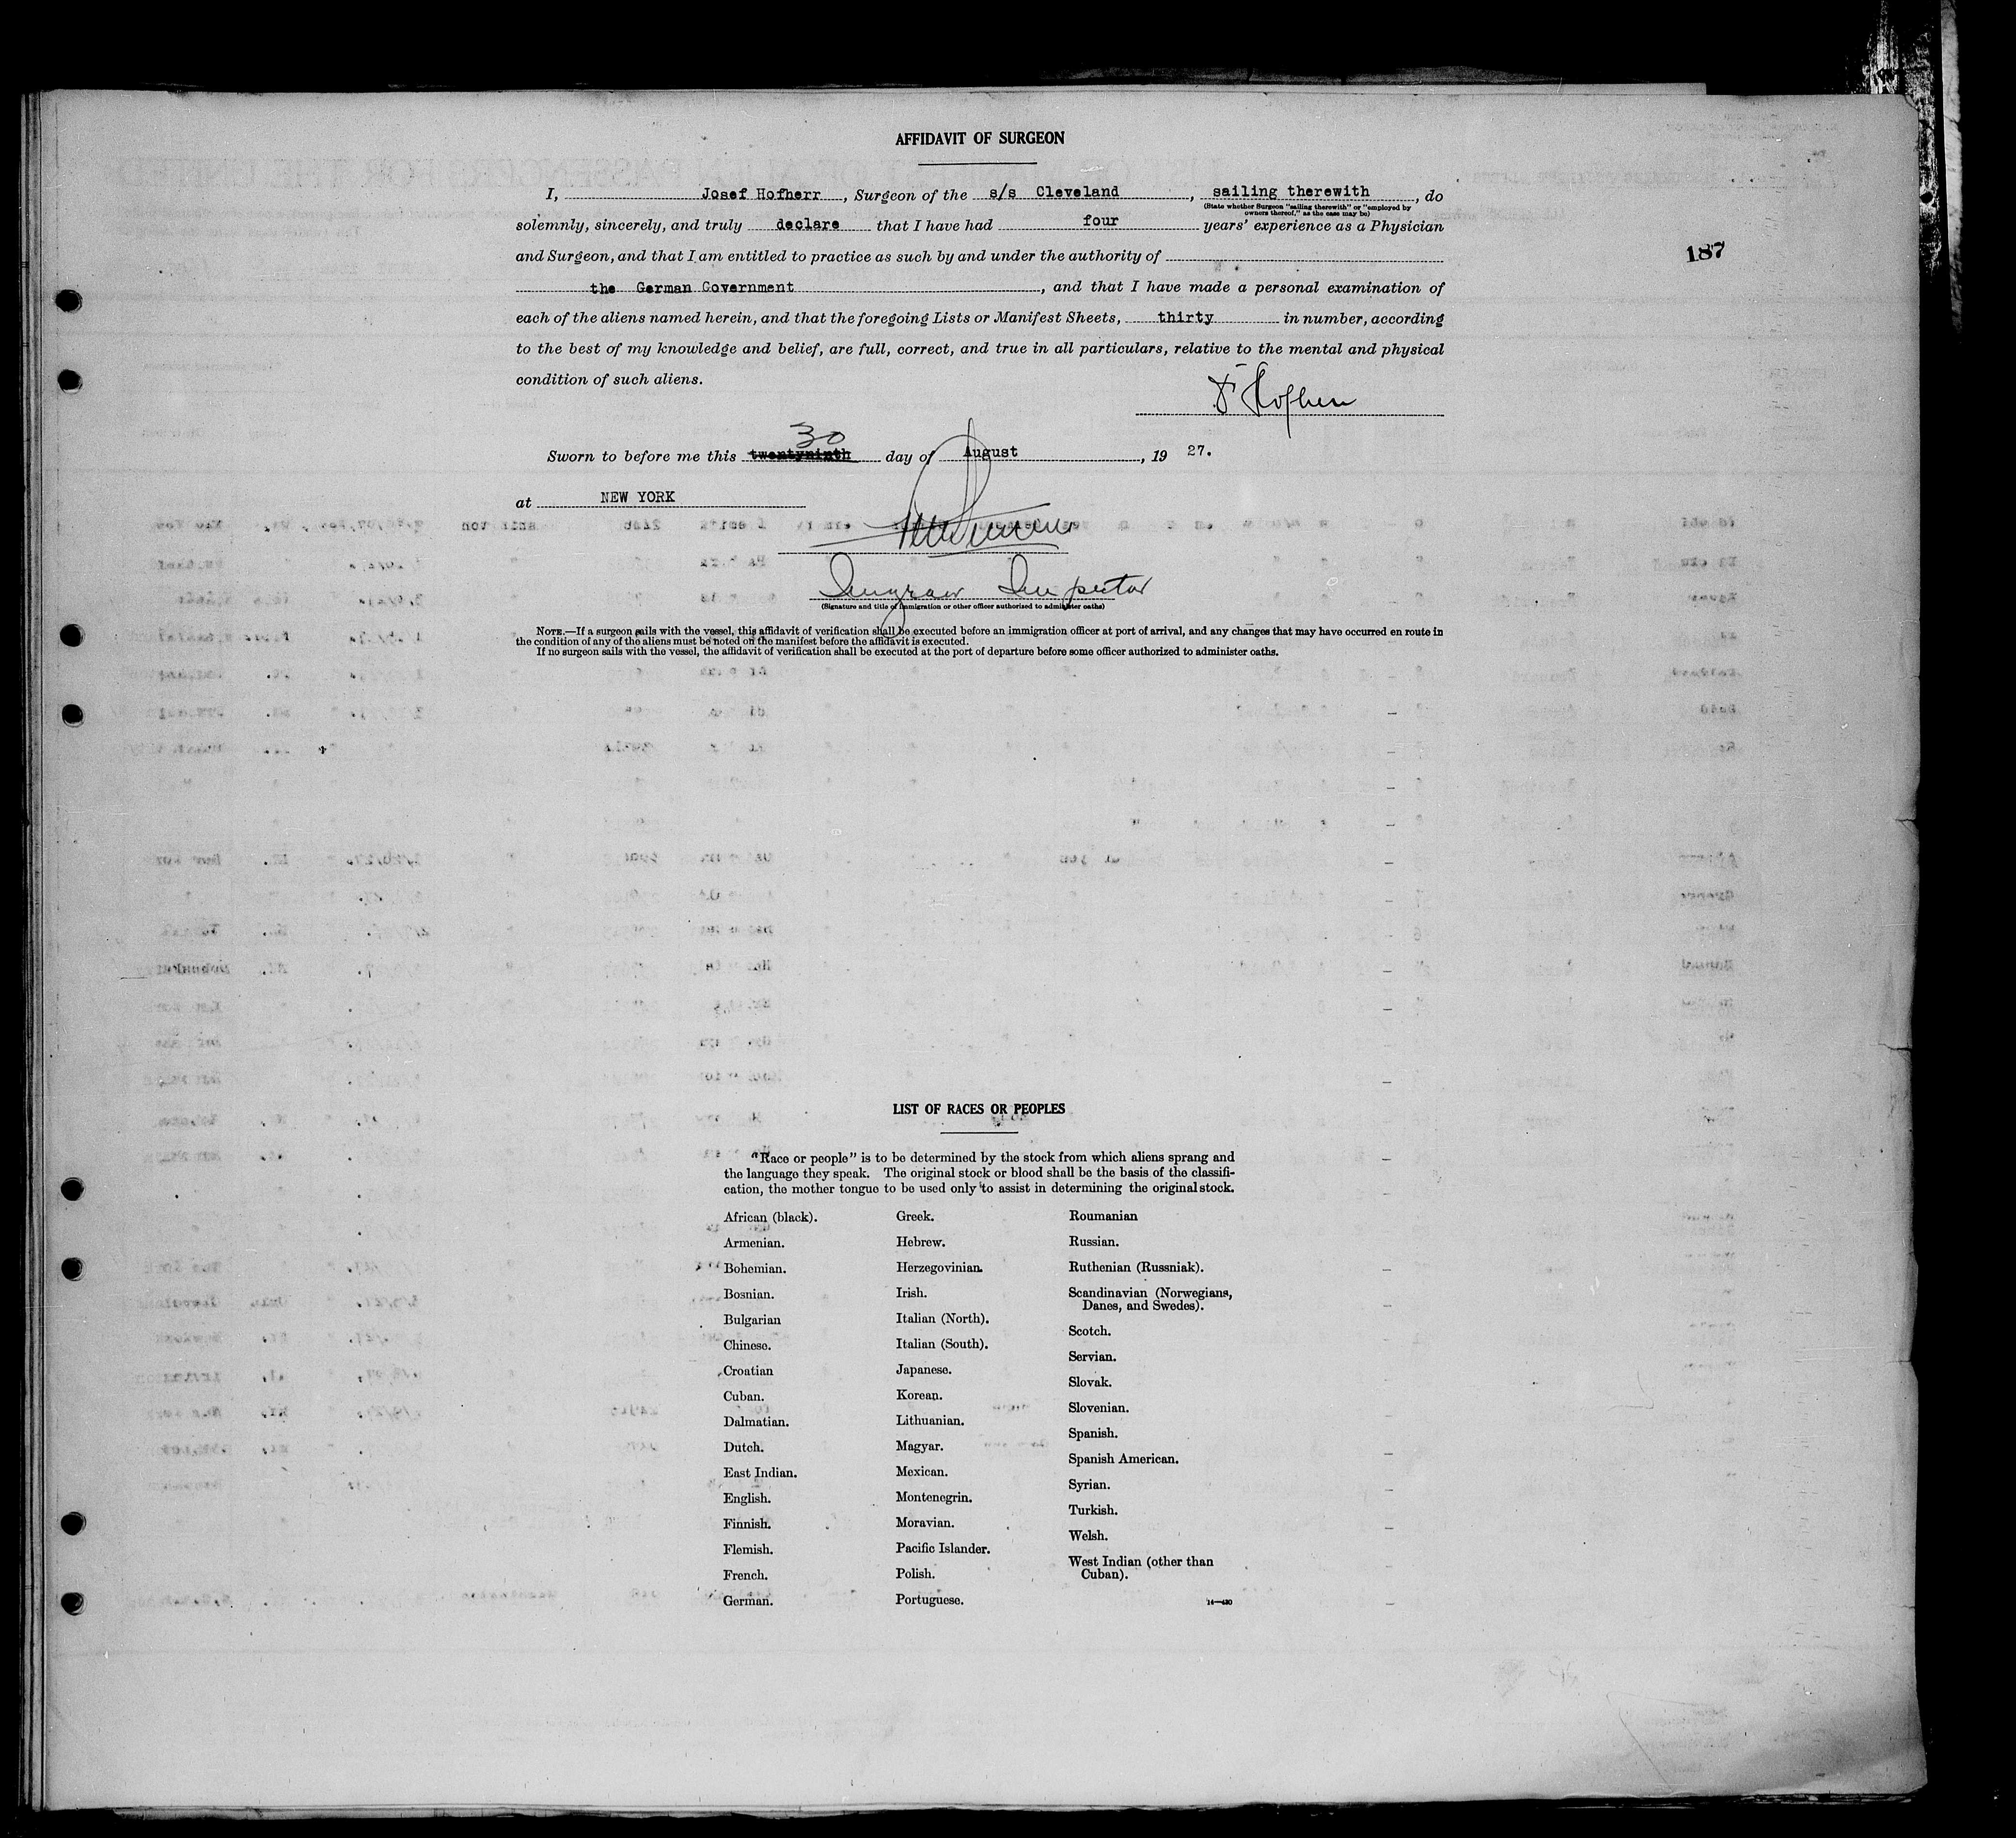 AFFIDAVIT OF SURGEON
I, Josef Hofherr, Surgeon of the s/s Cleveland, sailing therewith, do
(State whether Surgeon "sailing therewith" or "employed by
owners thereof," as the case may be)
solemnly, sincerely, and truly declare that I have had four years' experience as a Physician
187
and Surgeon, and that I am entitled to practice as such by and under the authority of
the German Government, and that I have made a personal examination of
each of the aliens named herein, and that the foregoing Lists or Manifest Sheets, thirty in number, according
to the best of my knowledge and belief, are full, correct, and true in all particulars, relative to the mental and physical
condition of such aliens.
Hofherr
30
Sworn to before me this twentyninth day of August, 19 27.
at NEW YORK
Inspector
(Signature and title of immigration or other officer authorized to administer oaths)
NOTE.—If a surgeon sails with the vessel, this affidavit of verification shall be executed before an immigration officer at port of arrival, and any changes that may have occurred en route in
the condition of any of the aliens must be noted on the manifest before the affidavit is executed.
If no surgeon sails with the vessel, the affidavit of verification shall be executed at the port of departure before some officer authorized to administer oaths.
LIST OF RACES OR PEOPLES
"Race or people" is to be determined by the stock from which aliens sprang and
the language they speak. The original stock or blood shall be the basis of the classifi-
cation, the mother tongue to be used only to assist in determining the original stock.
African (black).
Armenian.
Bohemian.
Bosnian.
Bulgarian
Chinese.
Croatian
Cuban.
Dalmatian.
Dutch.
East Indian.
English.
Finnish.
Flemish.
French.
German.
Greek.
Hebrew.
Herzegovinian.
Irish.
Italian (North).
Italian (South).
Japanese.
Korean.
Lithuanian.
Magyar.
Mexican.
Montenegrin.
Moravian.
Pacific Islander.
Polish.
Portuguese.
Roumanian
Russian.
Ruthenian (Russniak).
Scandinavian (Norwegians,
Danes, and Swedes).
Scotch.
Servian.
Slovak.
Slovenian.
Spanish.
Spanish American.
Syrian.
Turkish.
Welsh.
West Indian (other than
Cuban).
14—430